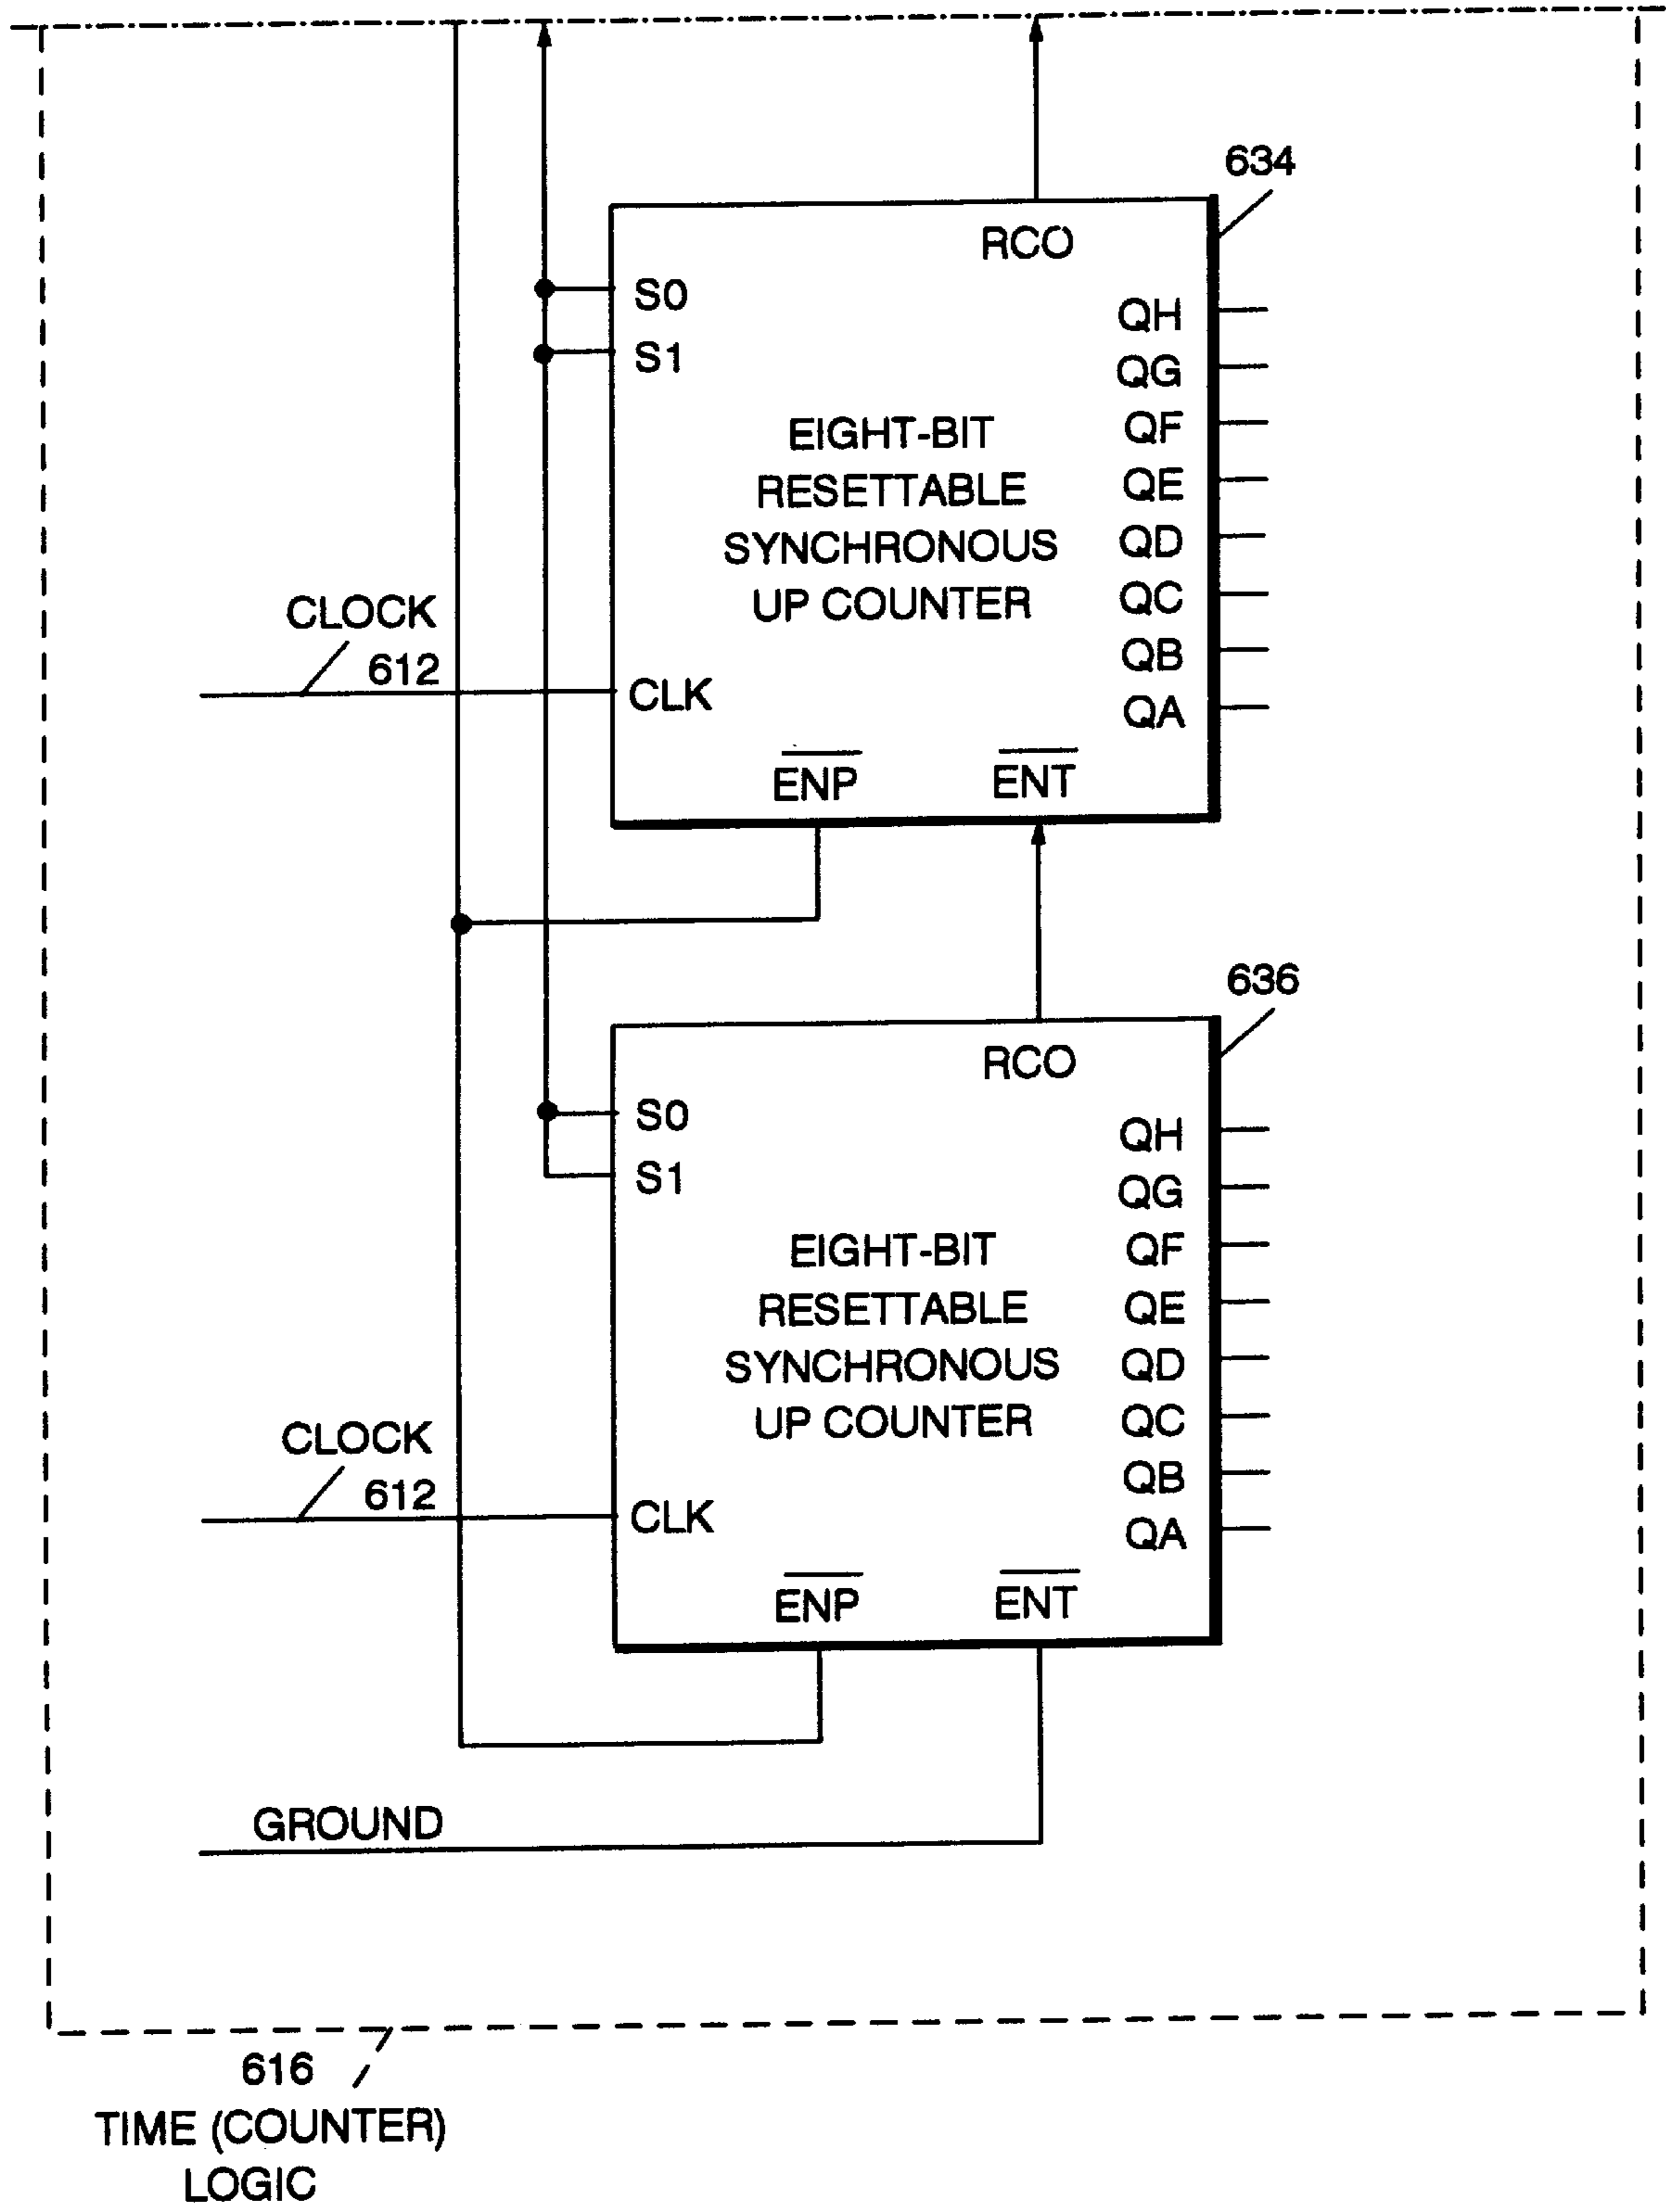 634
RCO
S0
S1
QH
QG
QF
QE
QD
QC
QB
QA
EIGHT-BIT
RESETTABLE
SYNCHRONOUS
UP COUNTER
CLOCK
612
CLK
ENP
ENT
636
RCO
S0
S1
QH
QG
QF
QE
QD
QC
QB
QA
EIGHT-BIT
RESETTABLE
SYNCHRONOUS
UP COUNTER
CLOCK
612
CLK
ENP
ENT
GROUND
616
TIME (COUNTER)
LOGIC